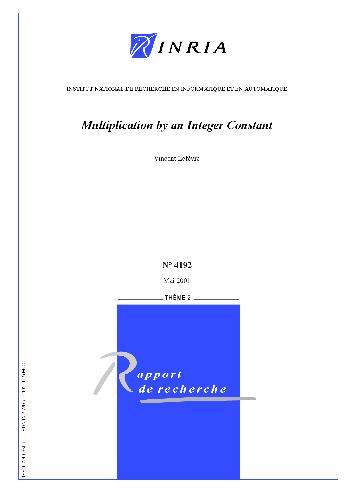 INRIA
INSTITUT NATIONAL DE RECHERCHE EN INFORMATIQUE ET EN AUTOMATIQUE
Multiplication by an Integer Constant
Vincent Lefèvre
N° 4192
Mai 2001
THÈME 2
Rapport
de recherche